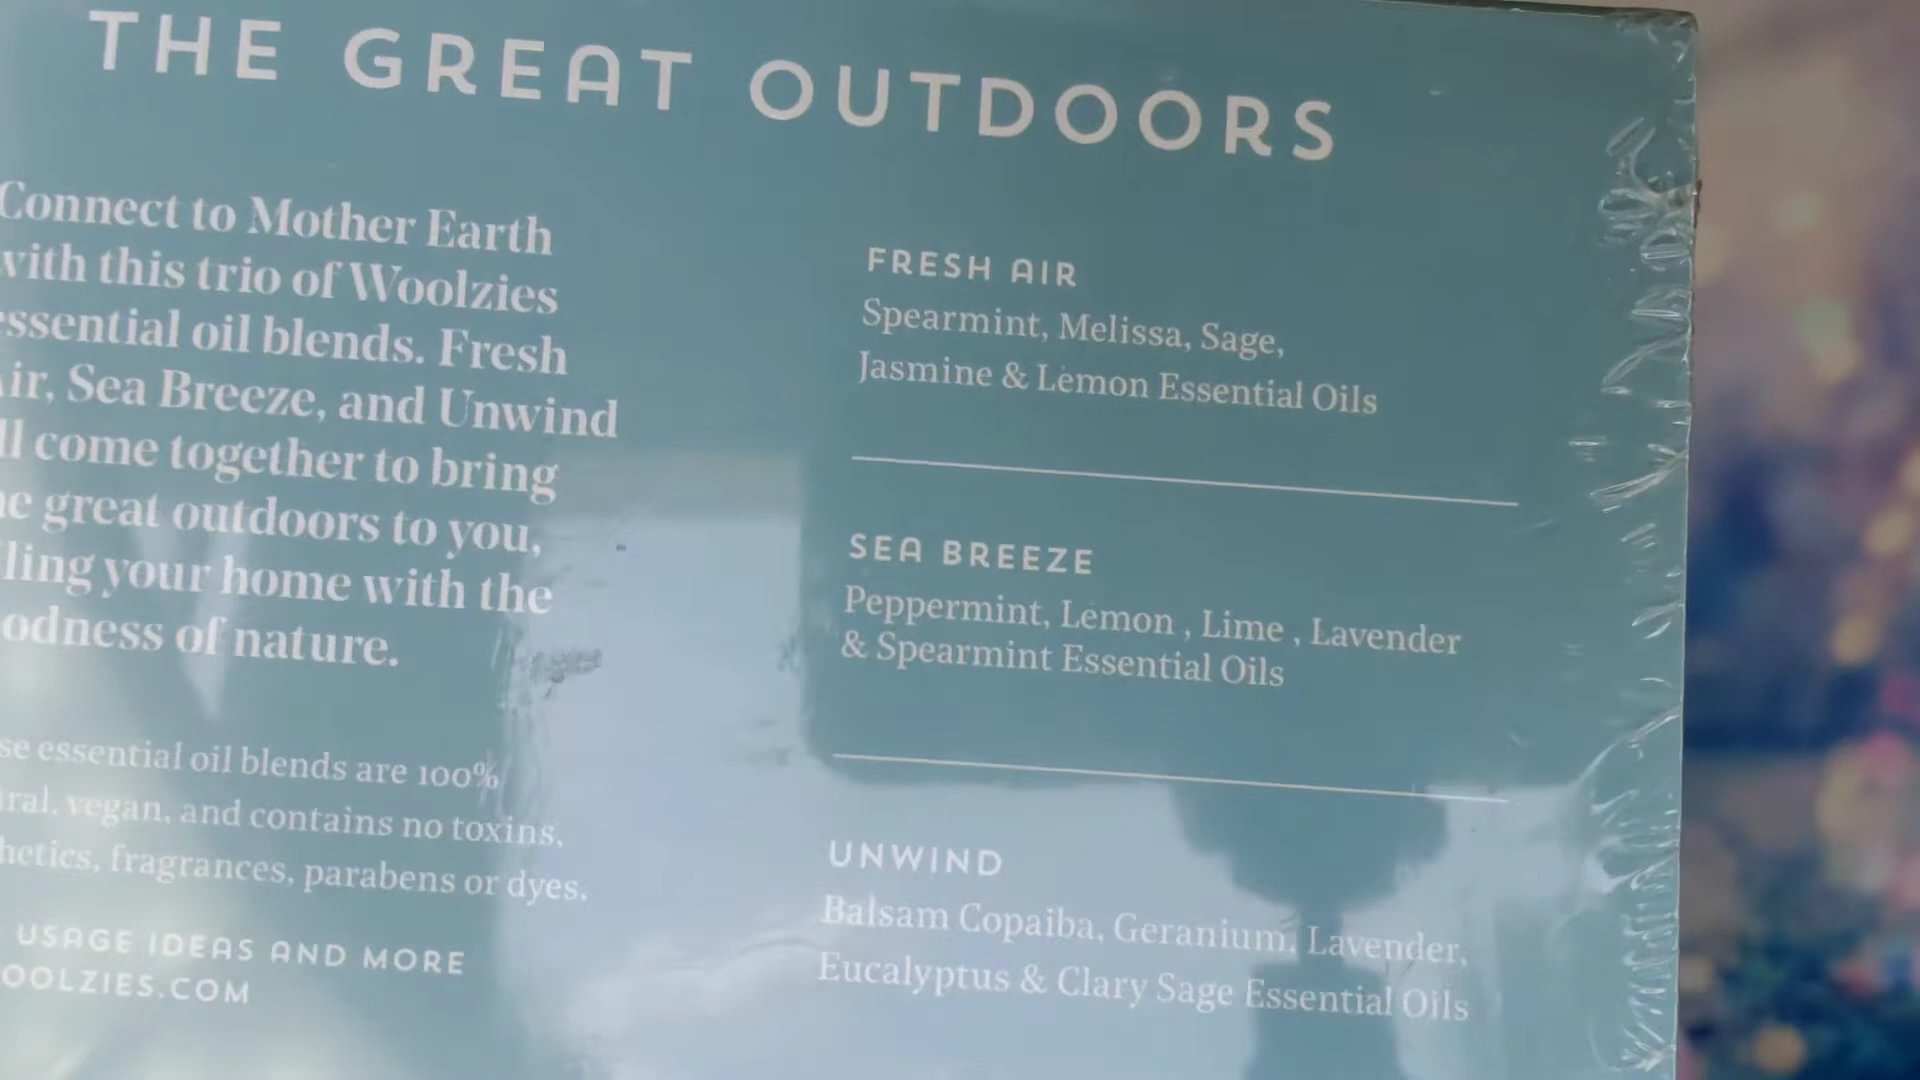 THE GREAT OUTDOORS
Connect to Mother Earth
with this trio of Woolzies
essential oil blends. Fresh
Air, Sea Breeze, and Unwind
ll come together to bring
he great outdoors to you,
ling your home with the
odness of nature.
se essential oil blends are 100%
ral, vegan, and contains no toxins,
hetics, fragrances, parabens or dyes.
USAGE IDEAS AND MORE
OOLZIES.COM
FRESH AIR
Spearmint, Melissa, Sage,
Jasmine & Lemon Essential Oils
SEA BREEZE
Peppermint, Lemon , Lime , Lavender
& Spearmint Essential Oils
UNWIND
Balsam Copaiba, Geranium, Lavender,
Eucalyptus & Clary Sage Essential Oils